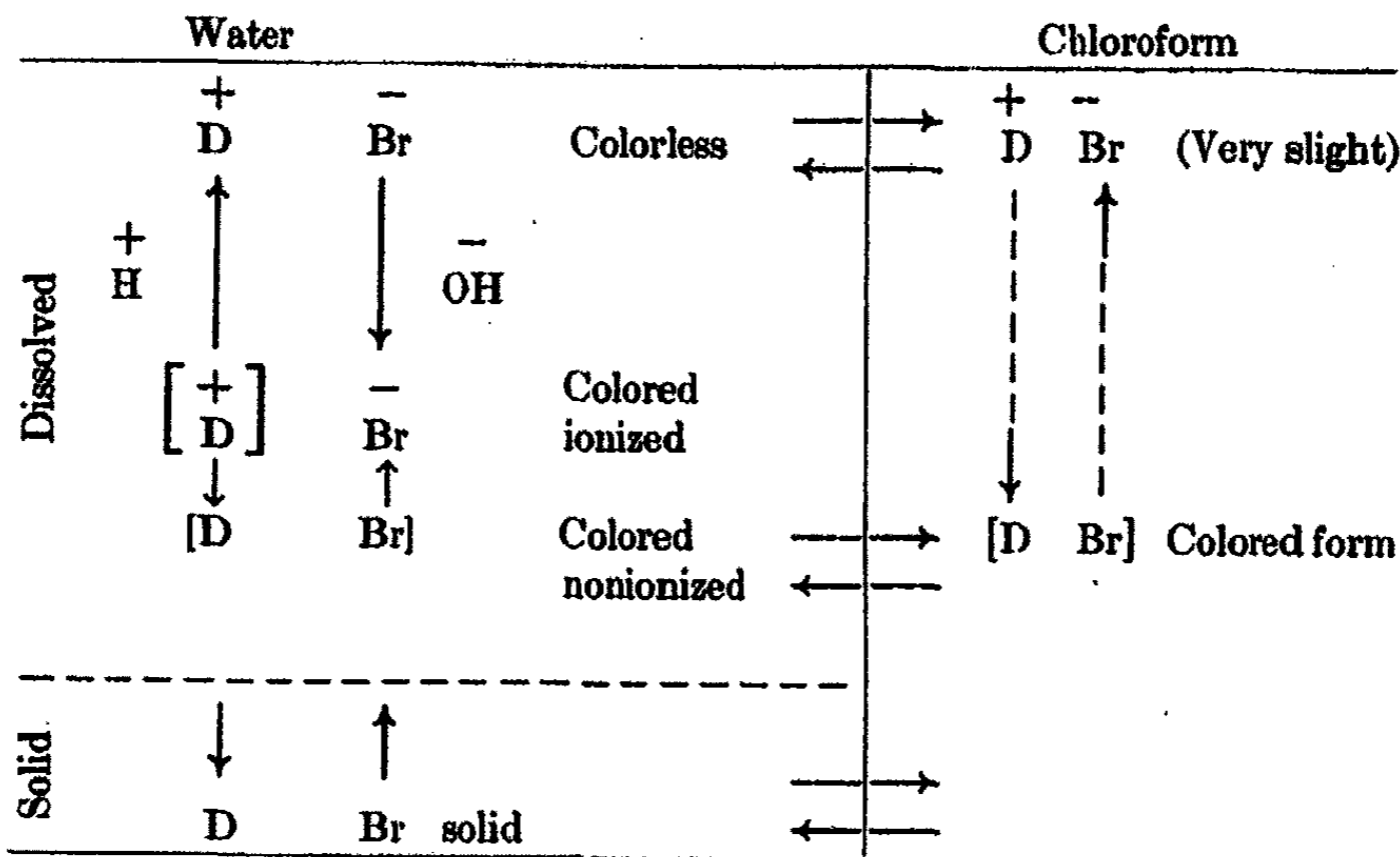 Water Chloroform
+ − + −
D Br Colorless D Br (Very slight)
+ −
H OH
Dissolved
[ + ] − Colored
[ D ] Br ionized
[D Br] Colored [D Br] Colored form
nonionized
Solid
D Br solid